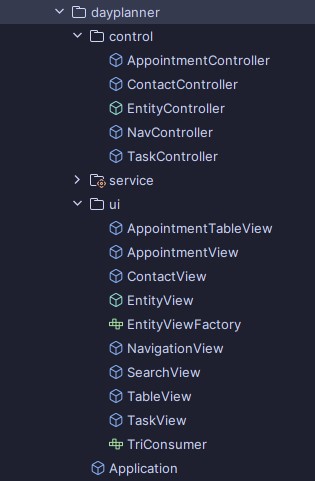 dayplanner
control
AppointmentController
ContactController
EntityController
NavController
TaskController
service
ui
AppointmentTableView
AppointmentView
ContactView
EntityView
EntityViewFactory
NavigationView
SearchView
TableView
TaskView
TriConsumer
Application